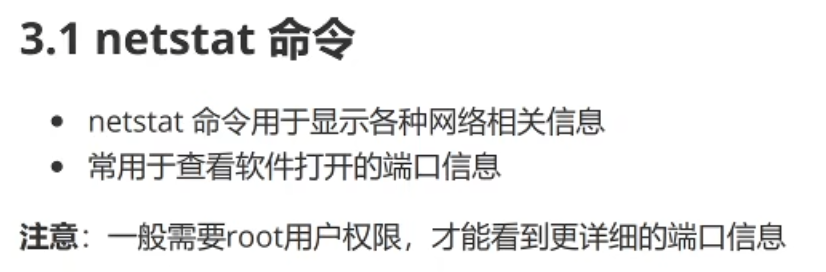 3.1 netstat 命令
netstat 命令用于显示各种网络相关信息
常用于查看软件打开的端口信息
注意：一般需要root用户权限，才能看到更详细的端口信息